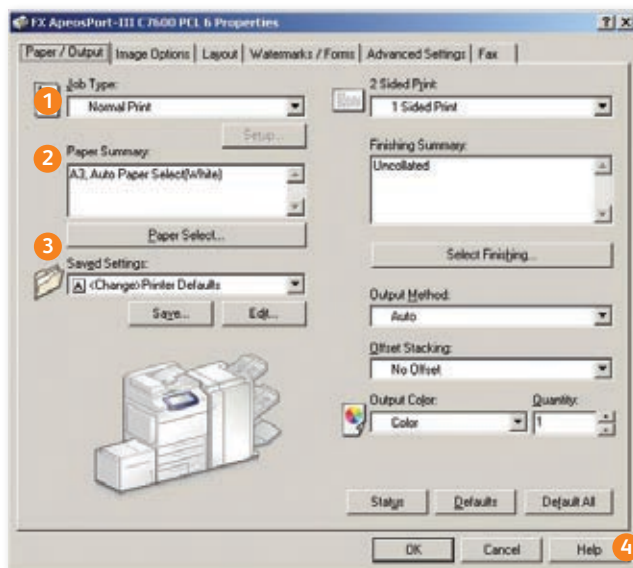 FX ApeosPort-III C7600 PCL 6 Properties
Paper / Output Image Options Layout Watermarks / Forms Advanced Settings Fax
1
Job Type:
Normal Print
Setup...
2
Paper Summary:
A3, Auto Paper Select(White)
Paper Select...
3
Saved Settings:
A <Change>Printer Defaults
Save... Edit...
2 Sided Print:
1 Sided Print
Finishing Summary:
Uncollated
Select Finishing...
Output Method:
Auto
Offset Stacking:
No Offset
Output Color: Quantity:
Color 1
Status Defaults Default All
OK Cancel Help 4